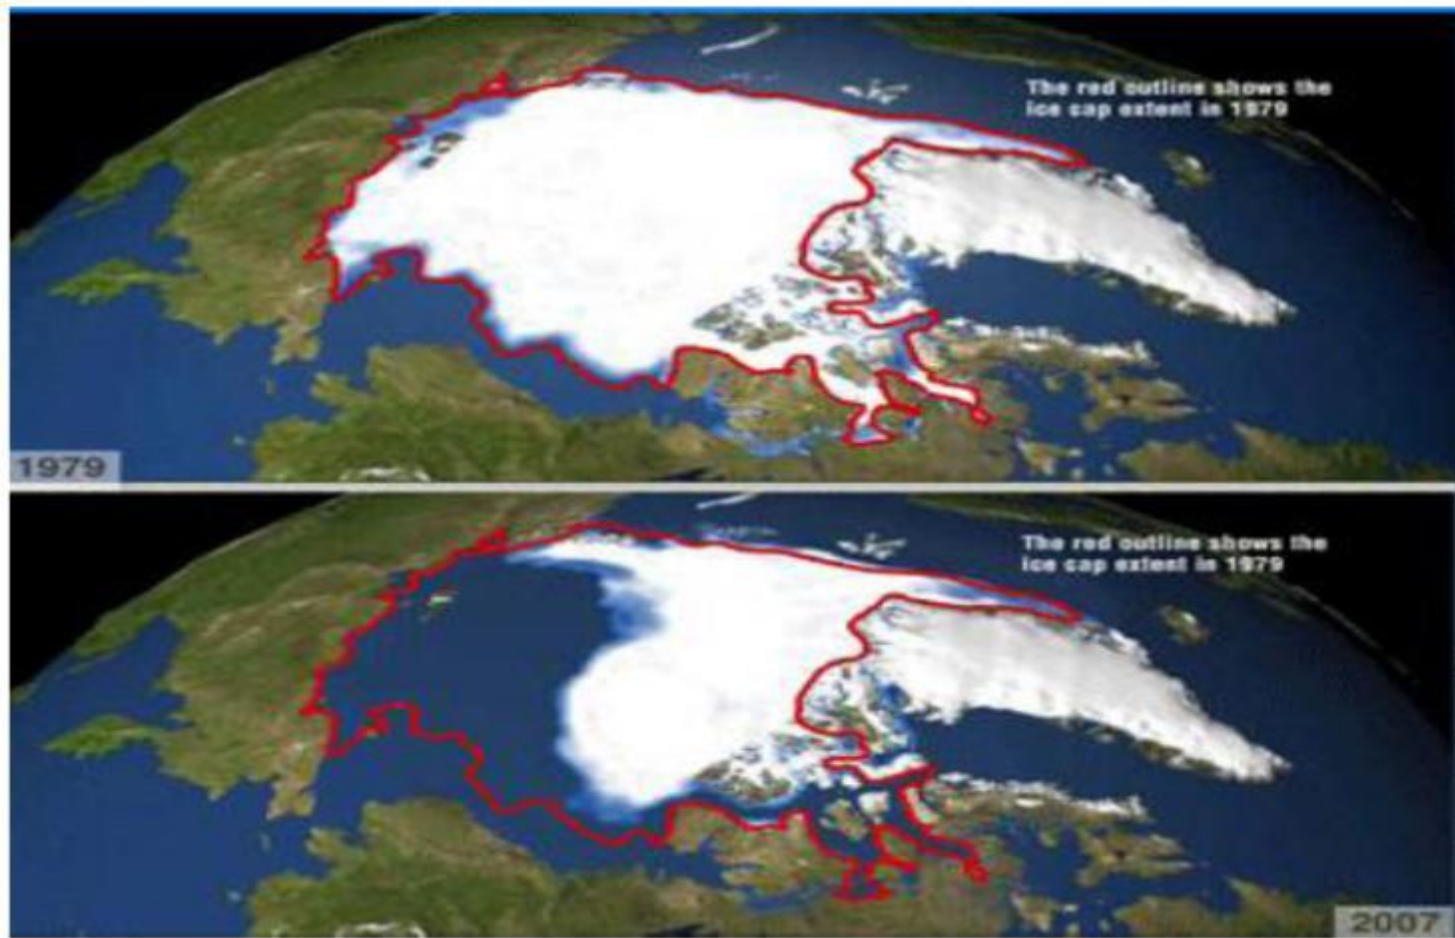 The red outline shows the
ice cap extent in 1979
1979
The red outline shows the
ice cap extent in 1979
2007